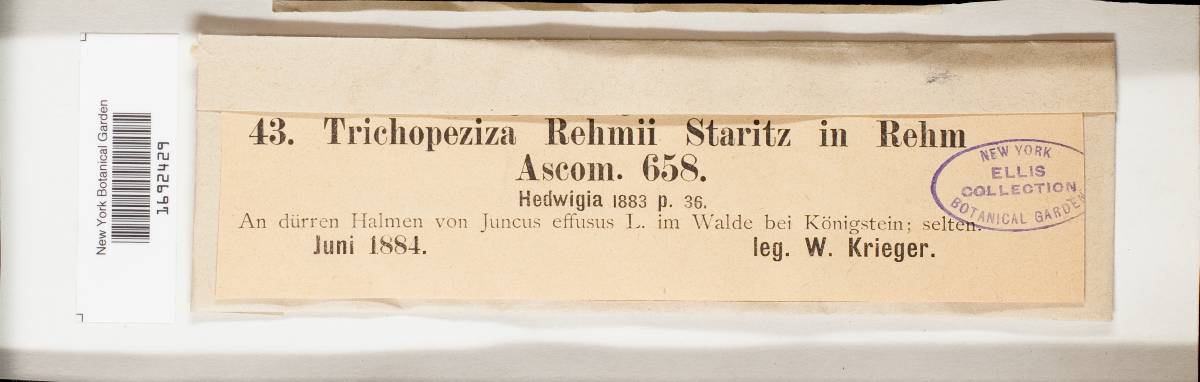 New York Botanical Garden
1692429
43. Trichopeziza Rehmii Staritz in Rehm
Ascom. 658.
Hedwigia 1883 p. 36.
An dürren Halmen von Juncus effusus L. im Walde bei Königstein; selten.
Juni 1884.
leg. W. Krieger.
NEW YORK
ELLIS
COLLECTION
BOTANICAL GARDEN